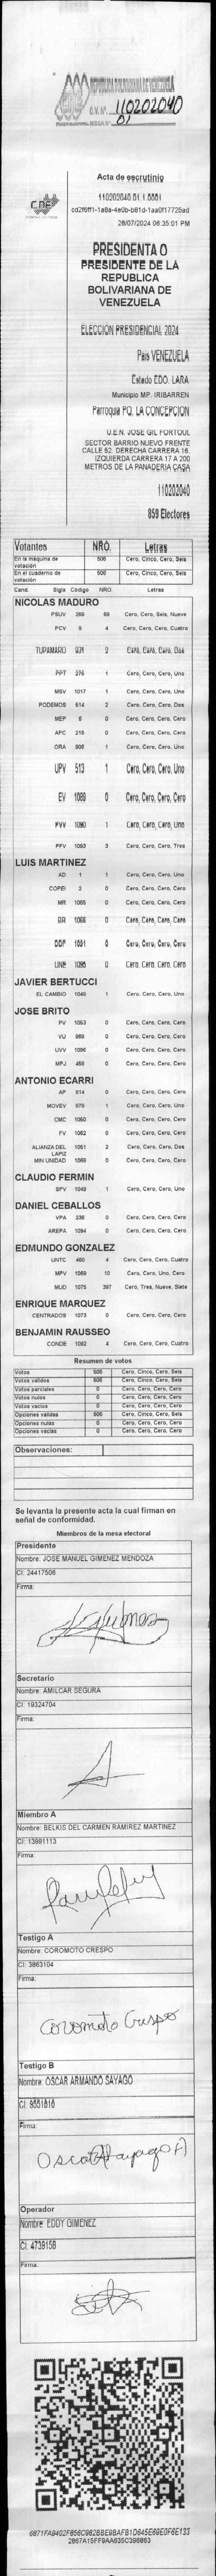 REPUBLICA BOLIVARIANA DE VENEZUELA
110202040
01
CNE
Acta de escrutinio
110202040.01.1.0001
28/07/2024 06:35:01 PM
PRESIDENTA O
PRESIDENTE DE LA
REPUBLICA
BOLIVARIANA DE
VENEZUELA
ELECCIÓN PRESIDENCIAL 2024
Pais VENEZUELA
Estado EDO. LARA
Municipio MP. IRIBARREN
Parroquia PQ. LA CONCEPCION
U.E.N. JOSE GIL FORTOUL
SECTOR BARRIO NUEVO FRENTE
CALLE 52. DERECHA CARRERA 16.
IZQUIERDA CARRERA 17 A 200
METROS DE LA PANADERIA CASA
110202040
859 Electores
Votantes NRO. Letras
En la máquina de votación 506 Cero, Cinco, Cero, Seis
En el cuaderno de votación 506 Cero, Cinco, Cero, Seis
Cand. Sigla Código NRO. Letras
NICOLAS MADURO
PSUV 269 69 Cero, Cero, Seis, Nueve
PCV 9 4 Cero, Cero, Cero, Cuatro
TUPAMARO 971 2 Cero, Cero, Cero, Dos
PPT 276 1 Cero, Cero, Cero, Uno
MSV 1017 1 Cero, Cero, Cero, Uno
PODEMOS 514 2 Cero, Cero, Cero, Dos
MEP 5 0 Cero, Cero, Cero, Cero
APC 219 0 Cero, Cero, Cero, Cero
ORA 905 1 Cero, Cero, Cero, Uno
UPV 513 1 Cero, Cero, Cero, Uno
EV 1089 0 Cero, Cero, Cero, Cero
PVV 1090 1 Cero, Cero, Cero, Uno
PFV 1093 3 Cero, Cero, Cero, Tres
LUIS MARTINEZ
AD 1 1 Cero, Cero, Cero, Uno
COPEI 2 0 Cero, Cero, Cero, Cero
MR 1065 0 Cero, Cero, Cero, Cero
BR 1066 0 Cero, Cero, Cero, Cero
DDP 1091 0 Cero, Cero, Cero, Cero
UNE 1095 0 Cero, Cero, Cero, Cero
JAVIER BERTUCCI
EL CAMBIO 1048 1 Cero, Cero, Cero, Uno
JOSE BRITO
PV 1053 0 Cero, Cero, Cero, Cero
VU 969 0 Cero, Cero, Cero, Cero
UVV 1096 0 Cero, Cero, Cero, Cero
MPJ 455 0 Cero, Cero, Cero, Cero
ANTONIO ECARRI
AP 814 0 Cero, Cero, Cero, Cero
MOVEV 979 1 Cero, Cero, Cero, Uno
CMC 1060 0 Cero, Cero, Cero, Cero
FV 1062 0 Cero, Cero, Cero, Cero
ALIANZA DEL LAPIZ 1051 2 Cero, Cero, Cero, Dos
MIN UNIDAD 1059 0 Cero, Cero, Cero, Cero
CLAUDIO FERMIN
SPV 1049 1 Cero, Cero, Cero, Uno
DANIEL CEBALLOS
VPA 236 0 Cero, Cero, Cero, Cero
AREPA 1094 0 Cero, Cero, Cero, Cero
EDMUNDO GONZALEZ
UNTC 460 4 Cero, Cero, Cero, Cuatro
MPV 1069 10 Cero, Cero, Uno, Cero
MUD 1075 397 Cero, Tres, Nueve, Siete
ENRIQUE MARQUEZ
CENTRADOS 1073 0 Cero, Cero, Cero, Cero
BENJAMIN RAUSSEO
CONDE 1082 4 Cero, Cero, Cero, Cuatro
Resumen de votos
Votos 506 Cero, Cinco, Cero, Seis
Votos válidos 506 Cero, Cinco, Cero, Seis
Votos parciales 0 Cero, Cero, Cero, Cero
Votos nulos 0 Cero, Cero, Cero, Cero
Votos vacíos 0 Cero, Cero, Cero, Cero
Opciones válidas 506 Cero, Cinco, Cero, Seis
Opciones nulas 0 Cero, Cero, Cero, Cero
Opciones vacías 0 Cero, Cero, Cero, Cero
Observaciones:
Se levanta la presente acta la cual firman en
señal de conformidad.
Miembros de la mesa electoral
Presidente
Nombre: JOSE MANUEL GIMENEZ MENDOZA
CI: 24417506
Firma:
Secretario
Nombre: AMILCAR SEGURA
CI: 19324704
Firma:
Miembro A
Nombre: BELKIS DEL CARMEN RAMIREZ MARTINEZ
CI: 13991113
Firma:
Testigo A
Nombre: COROMOTO CRESPO
CI: 3863104
Firma:
Coromoto Crespo
Testigo B
Nombre: OSCAR ARMANDO SAYAGO
CI: 9551818
Firma:
Oscar Sayago A
Operador
Nombre: EDDY GIMENEZ
CI: 4739158
Firma: